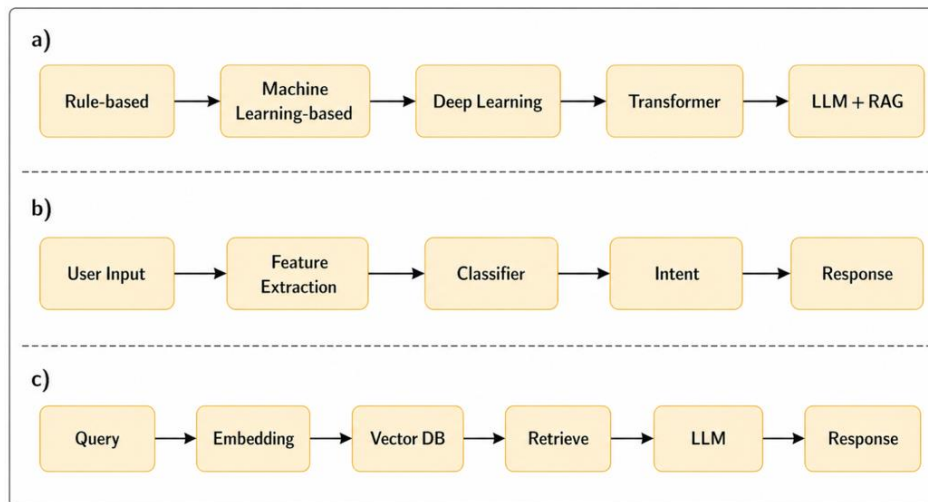 a)
Rule-based
Machine
Learning-based
Deep Learning
Transformer
LLM + RAG
b)
User Input
Feature
Extraction
Classifier
Intent
Response
c)
Query
Embedding
Vector DB
Retrieve
LLM
Response